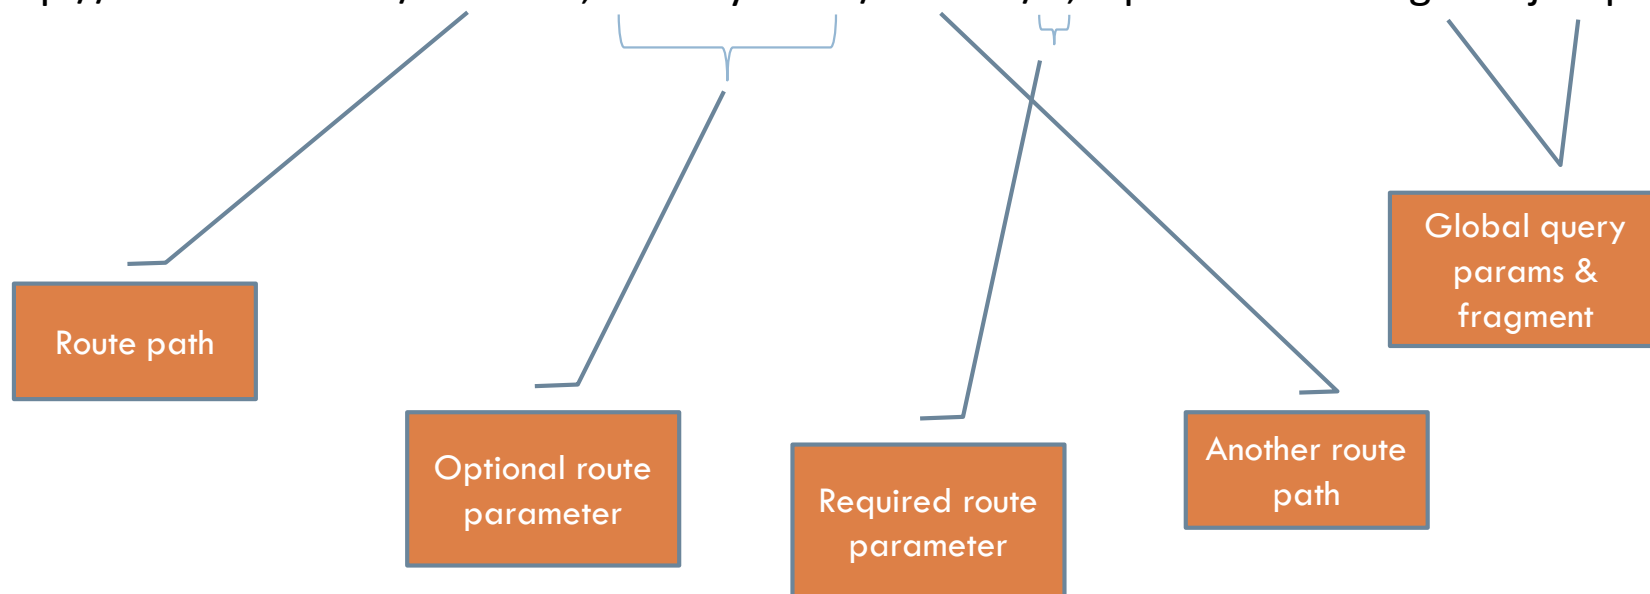 Global query
params &
fragment
Route path
Optional route
parameter
Another route
path
Required route
parameter